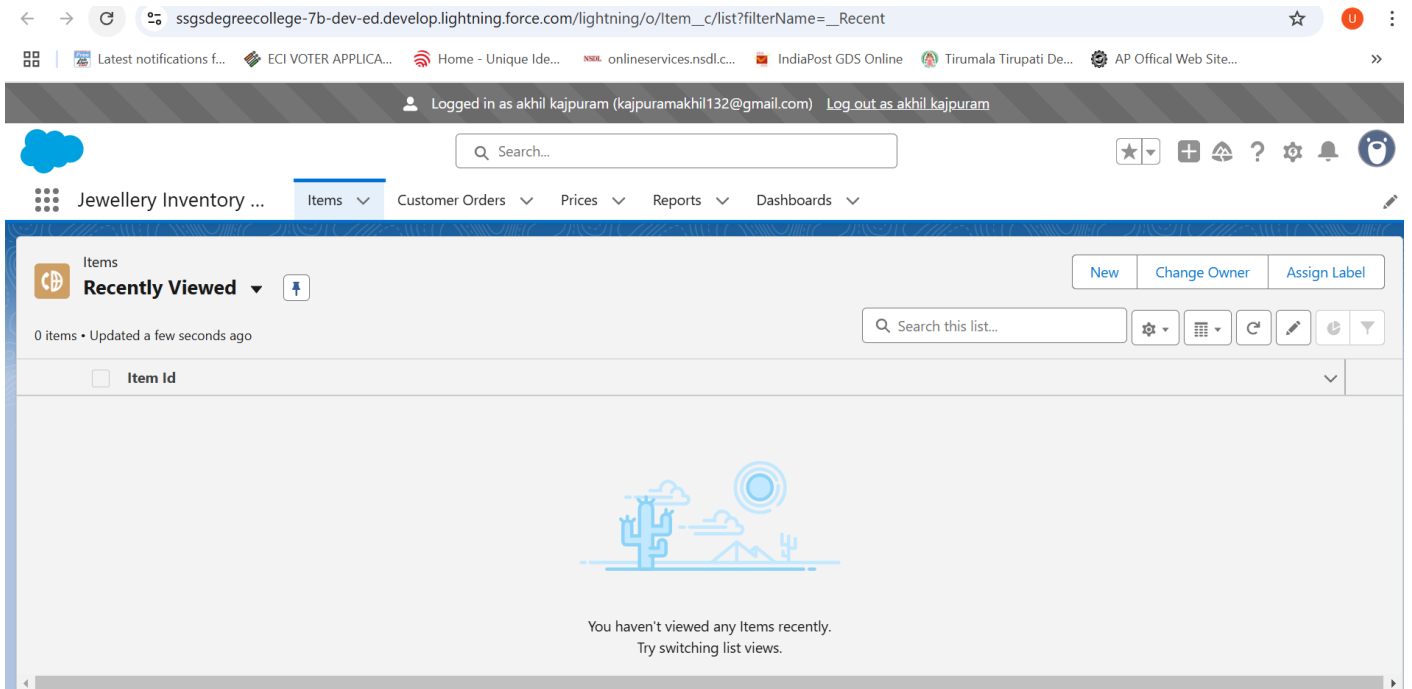 ssgsdegreecollege-7b-dev-ed.develop.lightning.force.com/lightning/o/Item__c/list?filterName=__Recent U
Latest notifications f... ECI VOTER APPLICA... Home - Unique Ide... NSDL onlineservices.nsdl.c... IndiaPost GDS Online Tirumala Tirupati De... AP Offical Web Site... »
Logged in as akhil kajpuram (kajpuramakhil132@gmail.com) Log out as akhil kajpuram
Search...
Jewellery Inventory ... Items Customer Orders Prices Reports Dashboards
Items
Recently Viewed
New Change Owner Assign Label
0 items • Updated a few seconds ago
Search this list...
Item Id
You haven't viewed any Items recently.
Try switching list views.